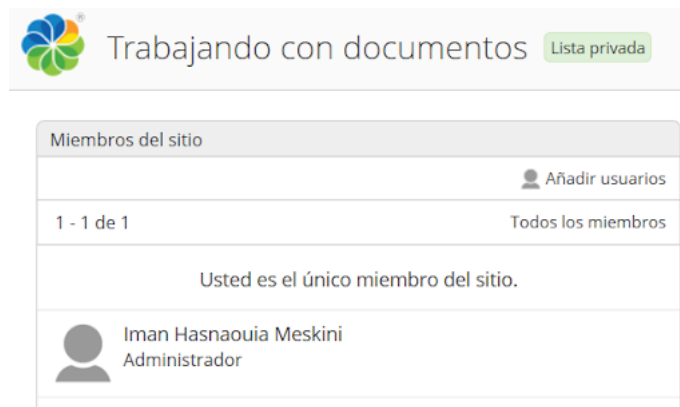 Trabajando con documentos Lista privada
Miembros del sitio
Añadir usuarios
1 - 1 de 1 Todos los miembros
Usted es el único miembro del sitio.
Iman Hasnaouia Meskini
Administrador